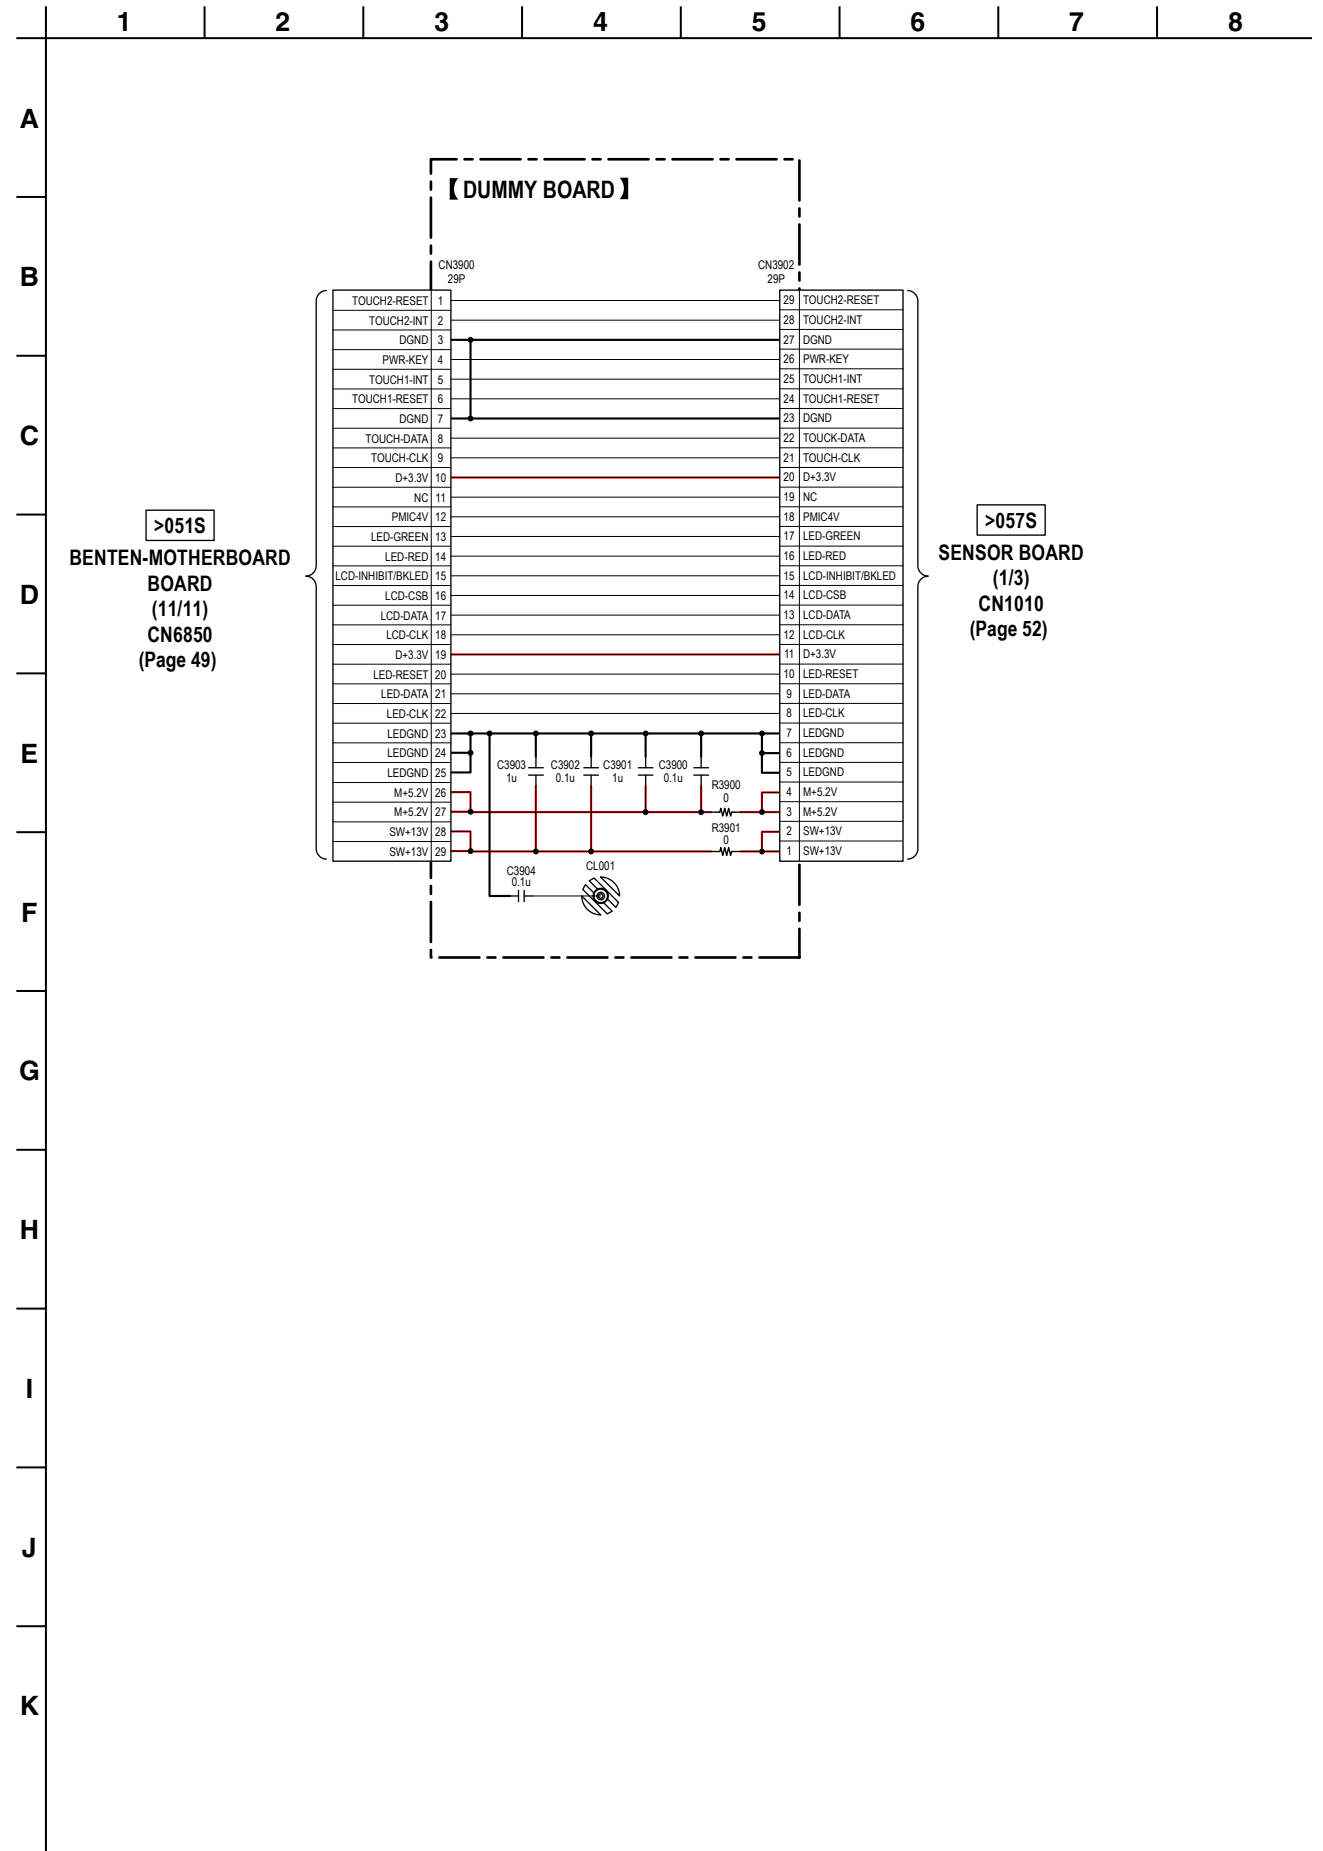 1 2 3 4 5 6 7 8
A
B
C
D
E
F
G
H
I
J
K
【 DUMMY BOARD 】
CN3900
29P
CN3902
29P
TOUCH2-RESET 1 29 TOUCH2-RESET
TOUCH2-INT 2 28 TOUCH2-INT
DGND 3 27 DGND
PWR-KEY 4 26 PWR-KEY
TOUCH1-INT 5 25 TOUCH1-INT
TOUCH1-RESET 6 24 TOUCH1-RESET
DGND 7 23 DGND
TOUCH-DATA 8 22 TOUCK-DATA
TOUCH-CLK 9 21 TOUCH-CLK
D+3.3V 10 20 D+3.3V
NC 11 19 NC
PMIC4V 12 18 PMIC4V
LED-GREEN 13 17 LED-GREEN
LED-RED 14 16 LED-RED
LCD-INHIBIT/BKLED 15 15 LCD-INHIBIT/BKLED
LCD-CSB 16 14 LCD-CSB
LCD-DATA 17 13 LCD-DATA
LCD-CLK 18 12 LCD-CLK
D+3.3V 19 11 D+3.3V
LED-RESET 20 10 LED-RESET
LED-DATA 21 9 LED-DATA
LED-CLK 22 8 LED-CLK
LEDGND 23 7 LEDGND
LEDGND 24 6 LEDGND
LEDGND 25 5 LEDGND
M+5.2V 26 4 M+5.2V
M+5.2V 27 3 M+5.2V
SW+13V 28 2 SW+13V
SW+13V 29 1 SW+13V
C3903
1u
C3902
0.1u
C3901
1u
C3900
0.1u
R3900
0
R3901
0
C3904
0.1u
CL001
>051S
BENTEN-MOTHERBOARD
BOARD
(11/11)
CN6850
(Page 49)
>057S
SENSOR BOARD
(1/3)
CN1010
(Page 52)